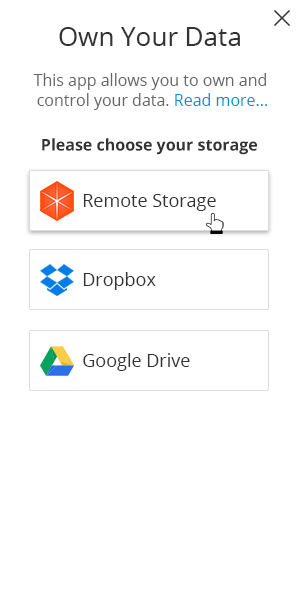 Own Your Data
This app allows you to own and
control your data. Read more...
Please choose your storage
Remote Storage
Dropbox
Google Drive